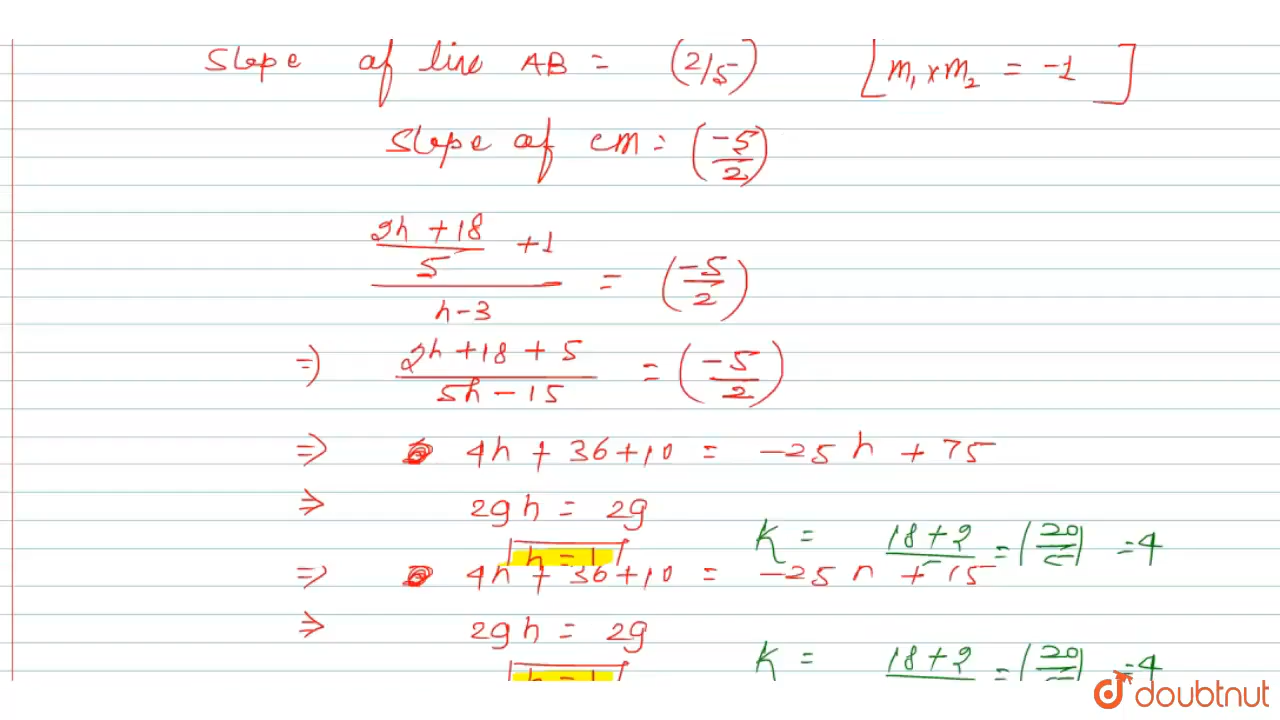 Slope of line AB = (2/5) [m₁ x m₂ = -1]
Slope of cm = (-5/2)
((2h + 18)/5 + 1)/(h - 3) = (-5/2)
⇒ (2h + 18 + 5)/(5h - 15) = (-5/2)
⇒ 4h + 36 + 10 = -25h + 75
⇒ 29h = 29
h = 1 K = (18 + 2)/5 = (20/5) = 4
⇒ 4h + 36 + 10 = -25h + 75
⇒ 29h = 29
h = 1 K = (18 + 2)/ = (20/5) = 4
doubtnut